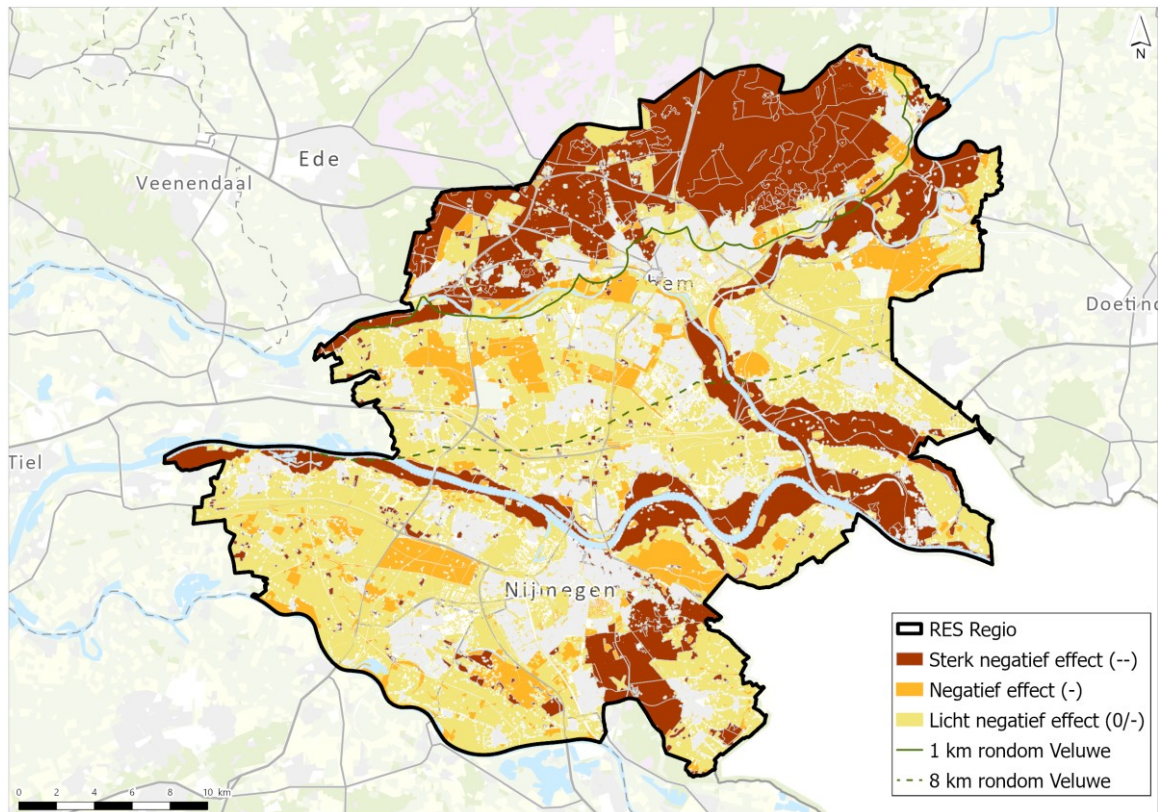 N
Ede
Veenendaal
hem
Doetinc
Tiel
Nijmegen
RES Regio
Sterk negatief effect (--)
Negatief effect (-)
Licht negatief effect (0/-)
1 km rondom Veluwe
8 km rondom Veluwe
0 2 4 6 8 10 km